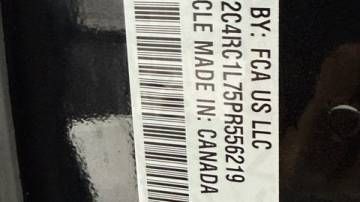 BY: FCA US LLC
2C4RC1L75PR556219
CLE MADE IN: CANADA